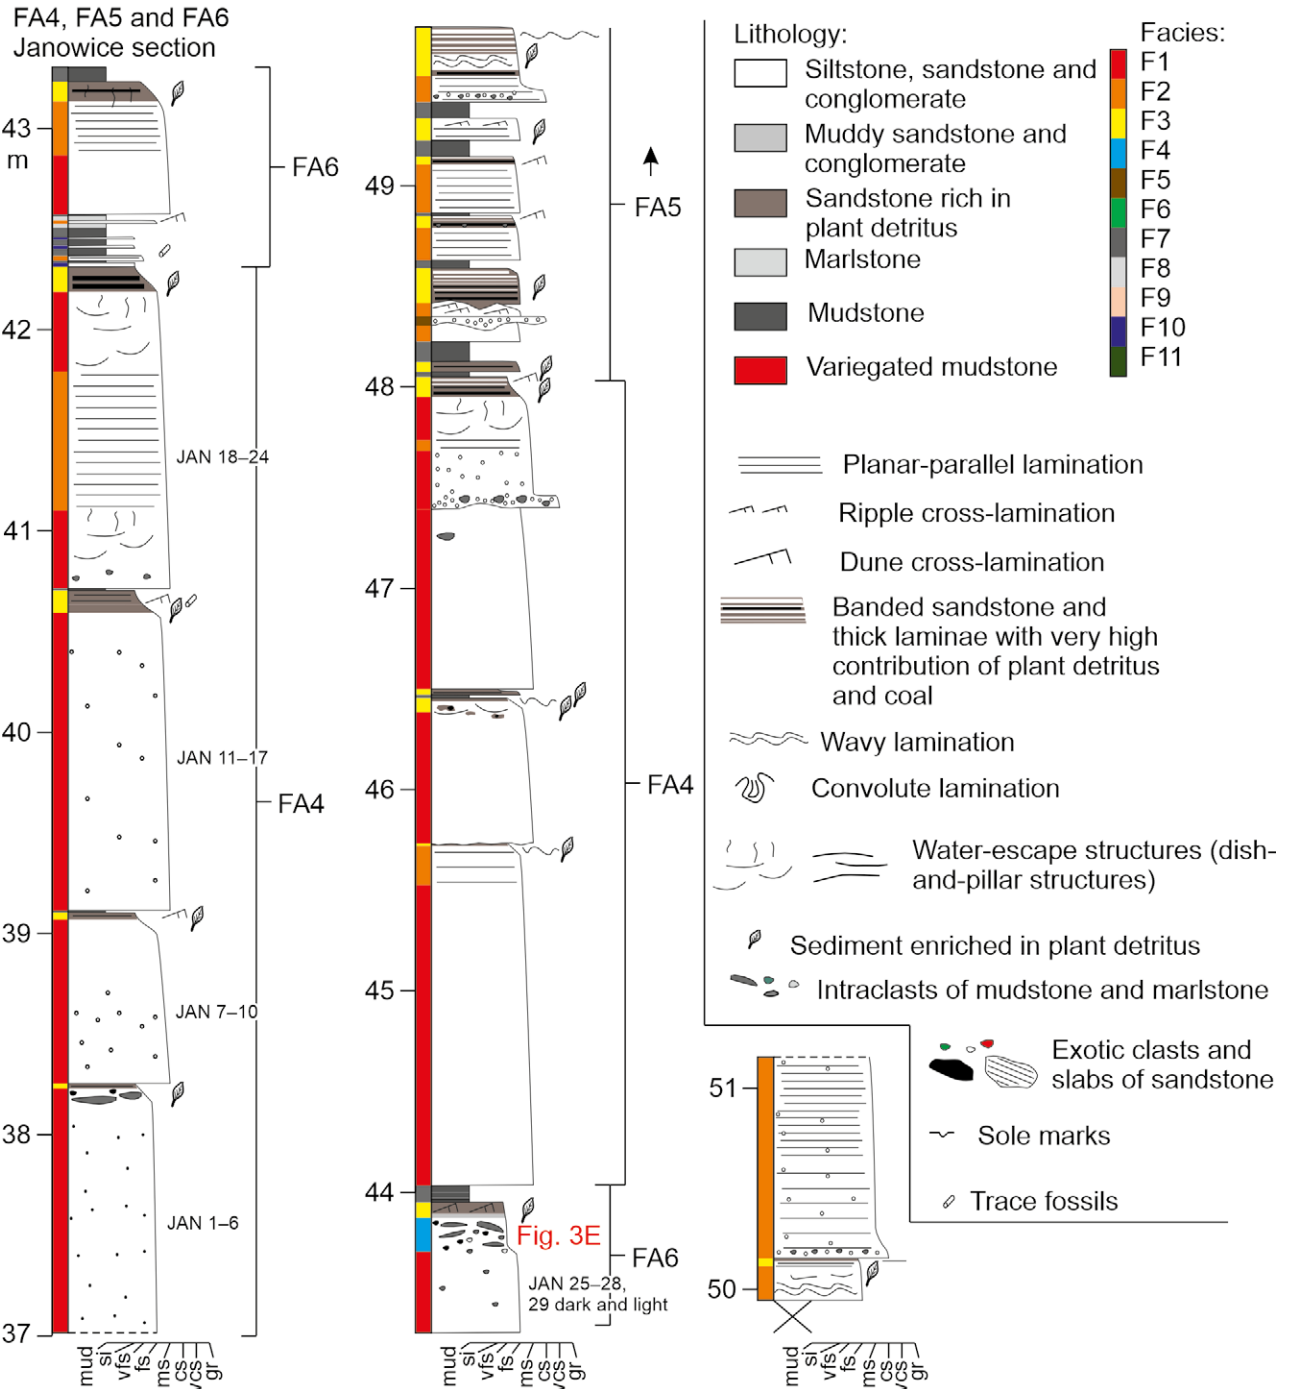 FA4, FA5 and FA6
Janowice section
43
m
42
41
40
39
38
37
FA6
FA4
JAN 18–24
JAN 11–17
JAN 7–10
JAN 1–6
mud
si
vfs
fs
ms
cs
vcs
gr
49
48
47
46
45
44
FA5
FA4
FA6
Fig. 3E
JAN 25–28,
29 dark and light
mud
si
vfs
fs
ms
cs
vcs
gr
Lithology:
Siltstone, sandstone and
conglomerate
Muddy sandstone and
conglomerate
Sandstone rich in
plant detritus
Marlstone
Mudstone
Variegated mudstone
Facies:
F1
F2
F3
F4
F5
F6
F7
F8
F9
F10
F11
Planar-parallel lamination
Ripple cross-lamination
Dune cross-lamination
Banded sandstone and
thick laminae with very high
contribution of plant detritus
and coal
Wavy lamination
Convolute lamination
Water-escape structures (dish-
and-pillar structures)
Sediment enriched in plant detritus
Intraclasts of mudstone and marlstone
Exotic clasts and
slabs of sandstone
Sole marks
Trace fossils
51
50
mud
si
vfs
fs
ms
cs
vcs
gr